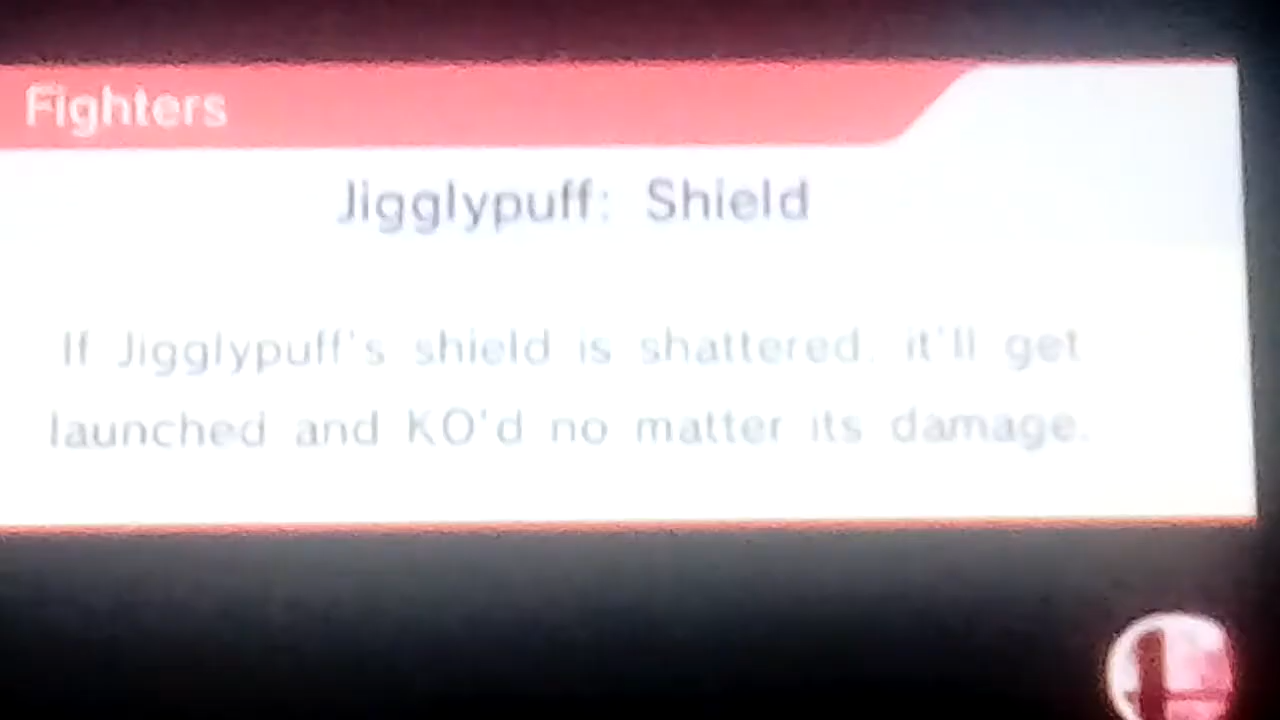 Fighters
Jigglypuff: Shield
If Jigglypuff's shield is shattered, it'll get
launched and KO'd no matter its damage.